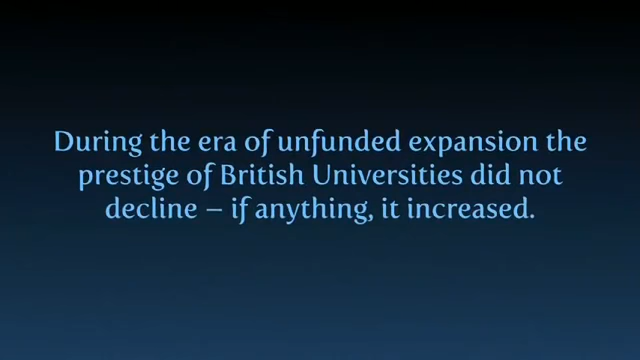 During the era of unfunded expansion the
prestige of British Universities did not
decline – if anything, it increased.